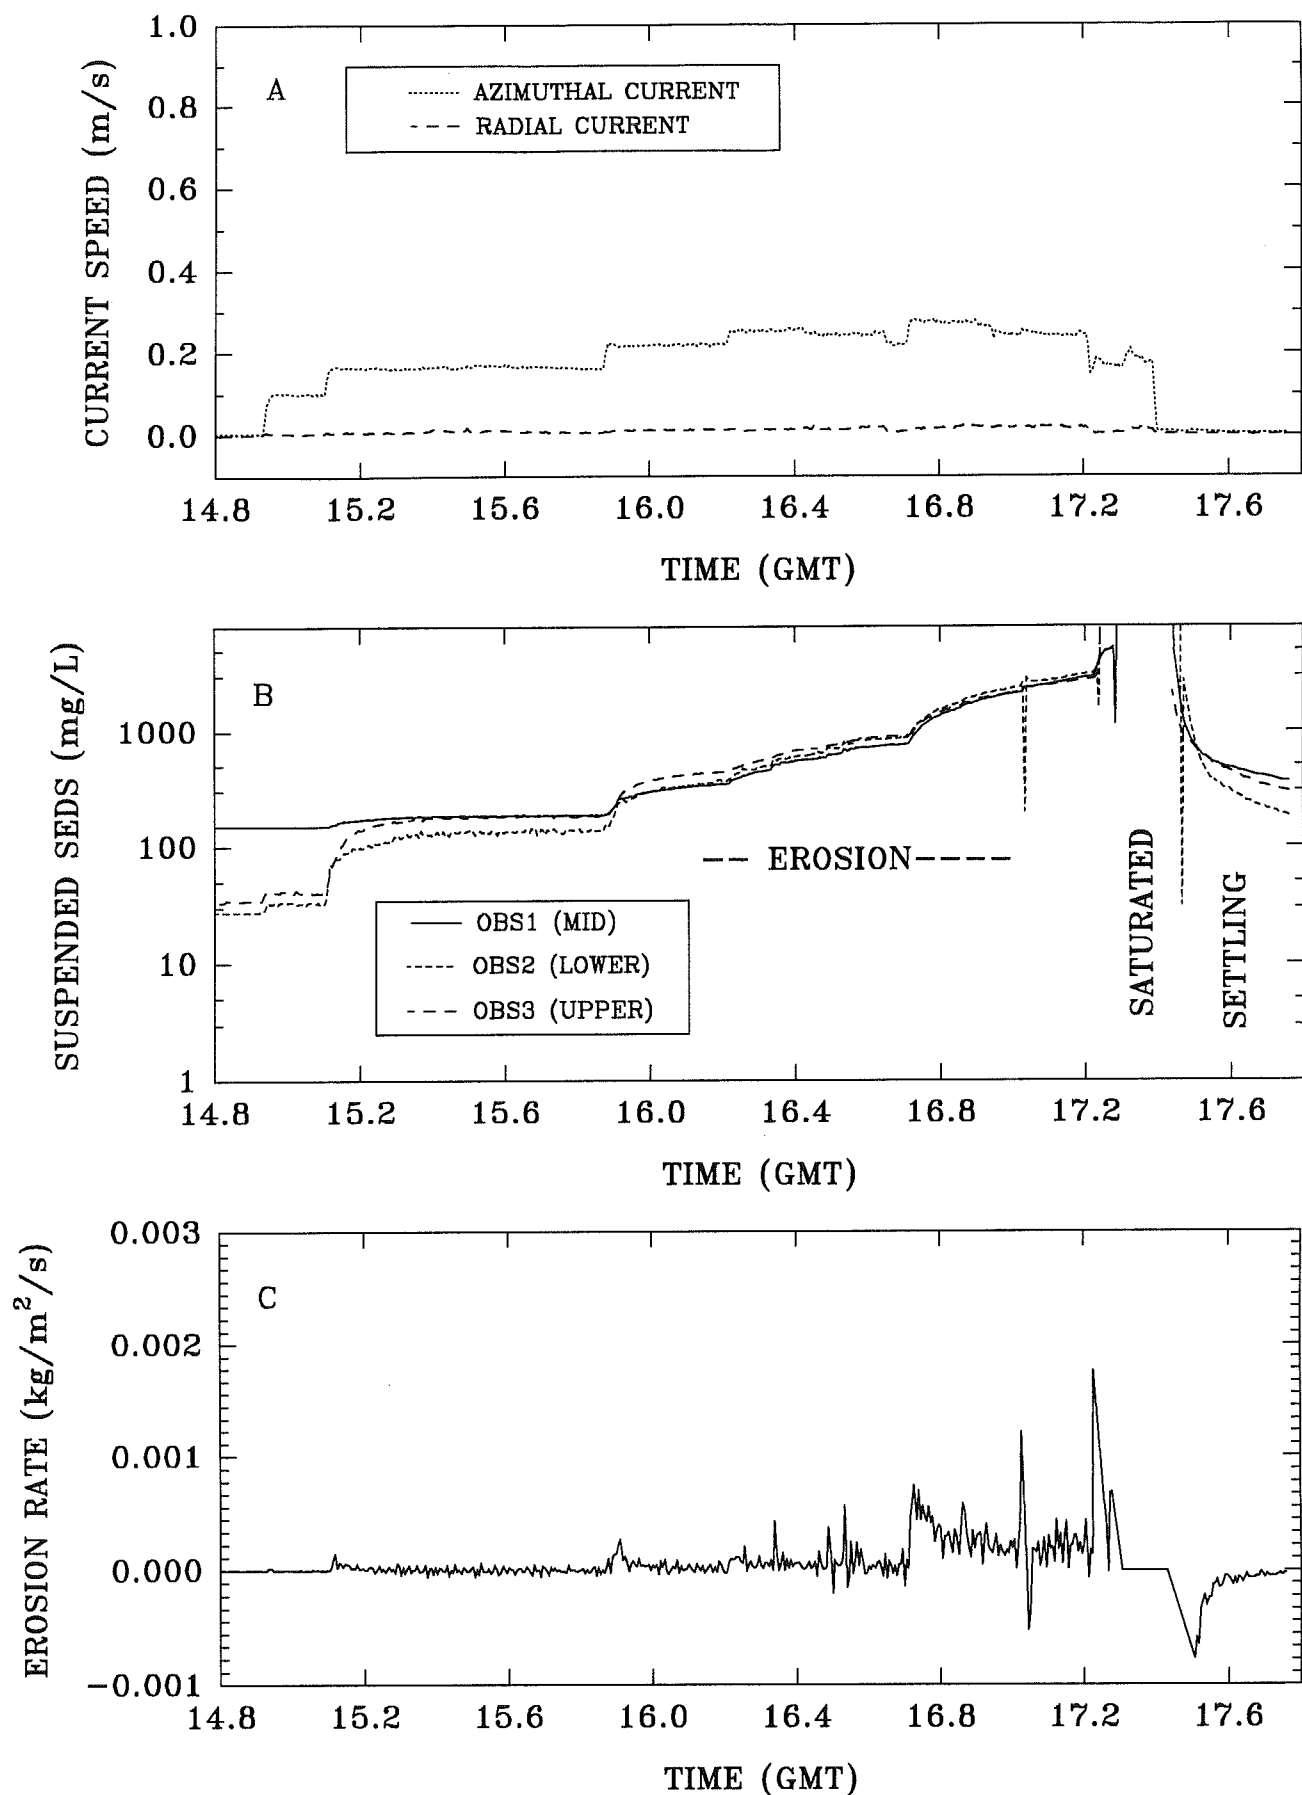 1.0
0.8
0.6
0.4
0.2
0.0
CURRENT SPEED (m/s)
A
AZIMUTHAL CURRENT
RADIAL CURRENT
14.8 15.2 15.6 16.0 16.4 16.8 17.2 17.6
TIME (GMT)
1000
100
10
1
SUSPENDED SEDS (mg/L)
B
EROSION
SATURATED
SETTLING
OBS1 (MID)
OBS2 (LOWER)
OBS3 (UPPER)
14.8 15.2 15.6 16.0 16.4 16.8 17.2 17.6
TIME (GMT)
0.003
0.002
0.001
0.000
-0.001
EROSION RATE (kg/m²/s)
C
14.8 15.2 15.6 16.0 16.4 16.8 17.2 17.6
TIME (GMT)